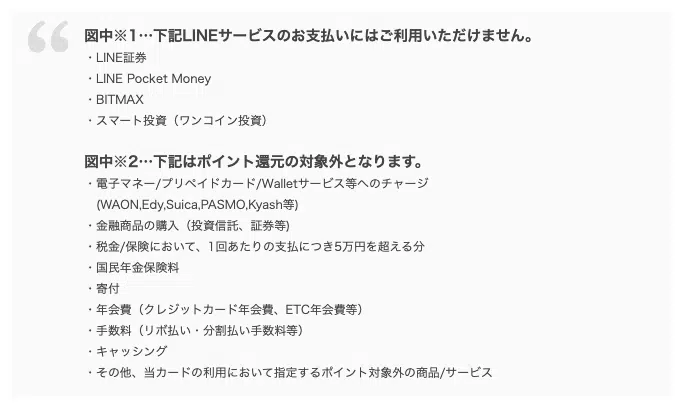 図中※1…下記LINEサービスのお支払いにはご利用いただけません。
・LINE証券
・LINE Pocket Money
・BITMAX
・スマート投資（ワンコイン投資）
図中※2…下記はポイント還元の対象外となります。
・電子マネー/プリペイドカード/Walletサービス等へのチャージ
(WAON,Edy,Suica,PASMO,Kyash等)
・金融商品の購入（投資信託、証券等)
・税金/保険において、1回あたりの支払につき5万円を超える分
・国民年金保険料
・寄付
・年会費（クレジットカード年会費、ETC年会費等）
・手数料（リボ払い・分割払い手数料等）
・キャッシング
・その他、当カードの利用において指定するポイント対象外の商品/サービス